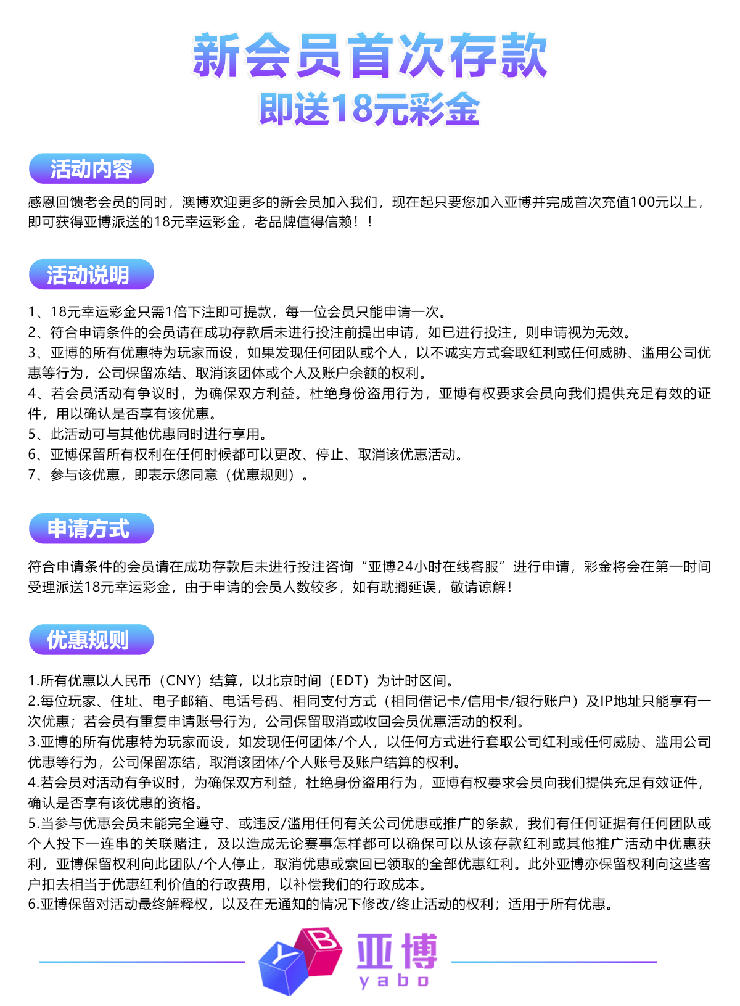 新会员首次存款
即送18元彩金
活动内容
感恩回馈老会员的同时，澳博欢迎更多的新会员加入我们，现在起只要您加入亚博并完成首次充值100元以上，
即可获得亚博派送的18元幸运彩金，老品牌值得信赖！！
活动说明
1、18元幸运彩金只需1倍下注即可提款，每一位会员只能申请一次。
2、符合申请条件的会员请在成功存款后未进行投注前提出申请，如已进行投注，则申请视为无效。
3、亚博的所有优惠特为玩家而设，如果发现任何团队或个人，以不诚实方式套取红利或任何威胁、滥用公司优
惠等行为，公司保留冻结、取消该团体或个人及账户余额的权利。
4、若会员活动有争议时，为确保双方利益。杜绝身份盗用行为，亚博有权要求会员向我们提供充足有效的证
件，用以确认是否享有该优惠。
5、此活动可与其他优惠同时进行享用。
6、亚博保留所有权利在任何时候都可以更改、停止、取消该优惠活动。
7、参与该优惠，即表示您同意（优惠规则）。
申请方式
符合申请条件的会员请在成功存款后未进行投注咨询“亚博24小时在线客服”进行申请，彩金将会在第一时间
受理派送18元幸运彩金，由于申请的会员人数较多，如有耽搁延误，敬请谅解！
优惠规则
1.所有优惠以人民币（CNY）结算，以北京时间（EDT）为计时区间。
2.每位玩家、住址、电子邮箱、电话号码、相同支付方式（相同借记卡/信用卡/银行账户）及IP地址只能享有一
次优惠；若会员有重复申请账号行为，公司保留取消或收回会员优惠活动的权利。
3.亚博的所有优惠特为玩家而设，如发现任何团体/个人，以任何方式进行套取公司红利或任何威胁、滥用公司
优惠等行为，公司保留冻结，取消该团体/个人账号及账户结算的权利。
4.若会员对活动有争议时，为确保双方利益，杜绝身份盗用行为，亚博有权要求会员向我们提供充足有效证件，
确认是否享有该优惠的资格。
5.当参与优惠会员未能完全遵守、或违反/滥用任何有关公司优惠或推广的条款，我们有任何证据有任何团队或
个人投下一连串的关联赌注，及以造成无论赛事怎样都可以确保可以从该存款红利或其他推广活动中优惠获
利，亚博保留权利向此团队/个人停止，取消优惠或索回已领取的全部优惠红利。此外亚博亦保留权利向这些客
户扣去相当于优惠红利价值的行政费用，以补偿我们的行政成本。
6.亚博保留对活动最终解释权，以及在无通知的情况下修改/终止活动的权利；适用于所有优惠。
YB 亚博
yabo